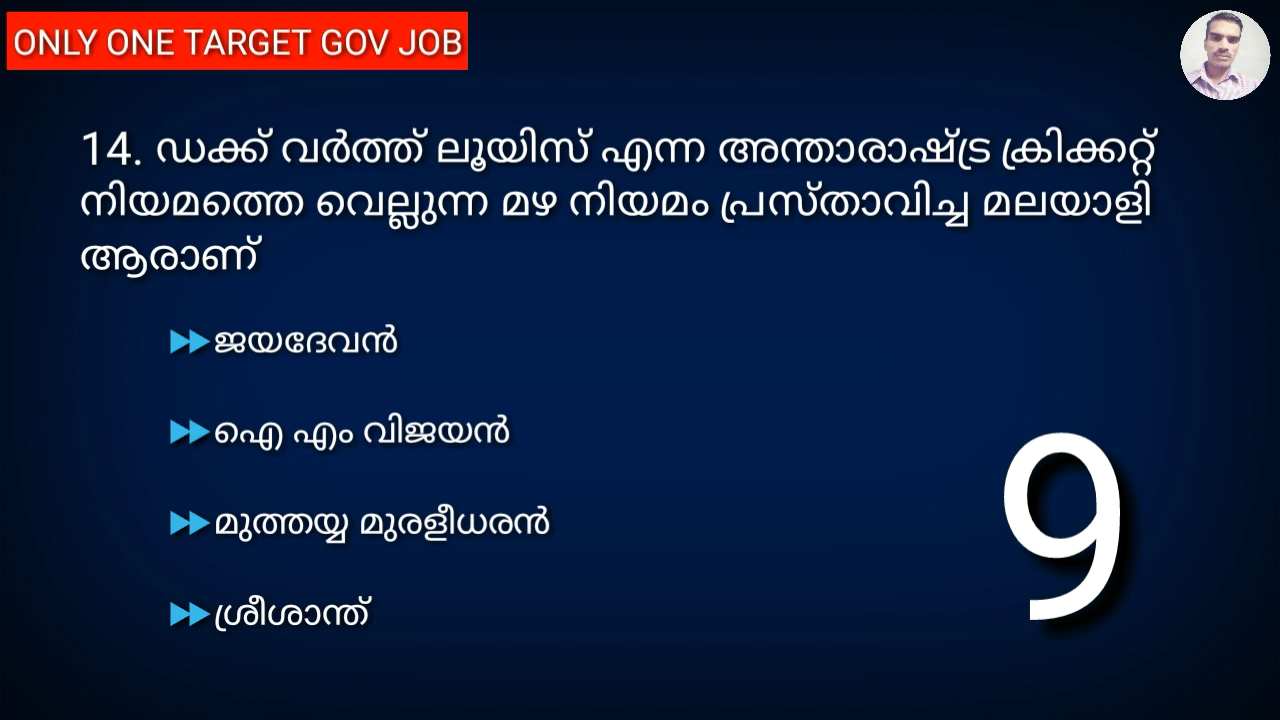 ONLY ONE TARGET GOV JOB
14. ഡക്ക് വർത്ത് ലൂയിസ് എന്ന അന്താരാഷ്ട്ര ക്രിക്കറ്റ്
നിയമത്തെ വെല്ലുന്ന മഴ നിയമം പ്രസ്താവിച്ച മലയാളി
ആരാണ്
ജയദേവൻ
ഐ എം വിജയൻ
മുത്തയ്യ മുരളീധരൻ
ശ്രീശാന്ത്
9